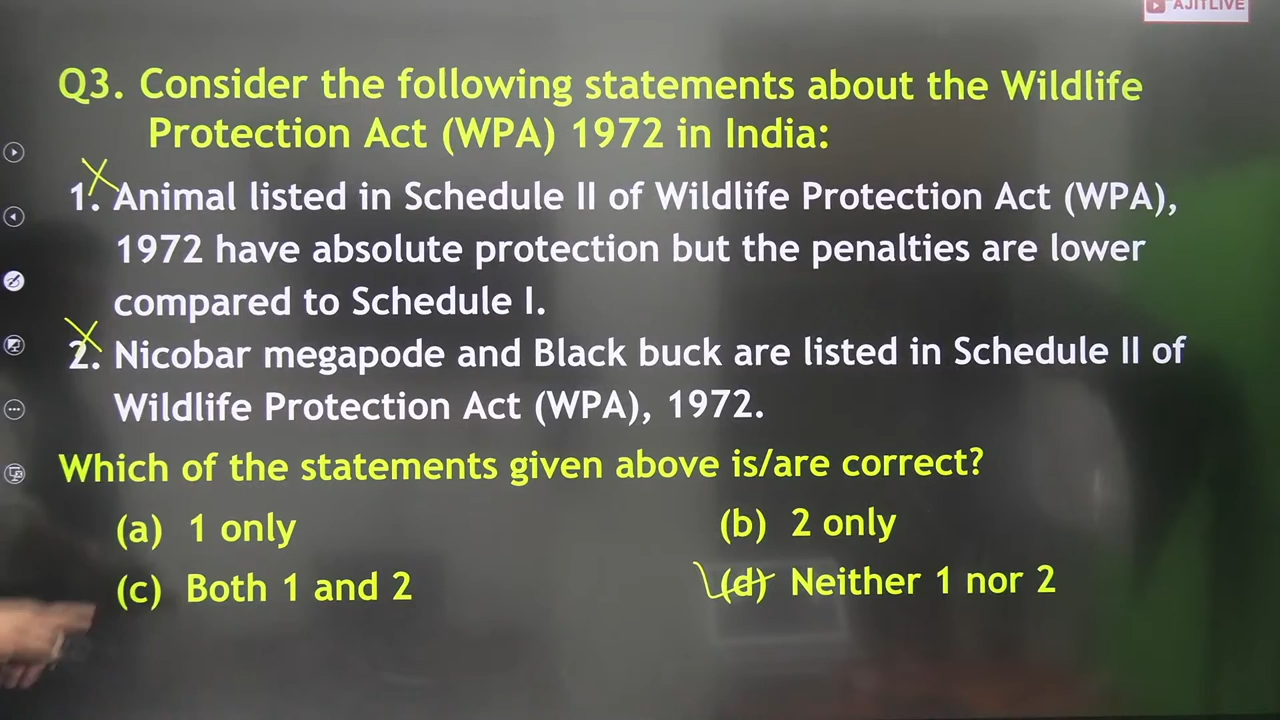 AJITLIVE
Q3. Consider the following statements about the Wildlife
Protection Act (WPA) 1972 in India:
1. Animal listed in Schedule II of Wildlife Protection Act (WPA),
1972 have absolute protection but the penalties are lower
compared to Schedule I.
2. Nicobar megapode and Black buck are listed in Schedule II of
Wildlife Protection Act (WPA), 1972.
Which of the statements given above is/are correct?
(a) 1 only
(b) 2 only
(c) Both 1 and 2
(d) Neither 1 nor 2